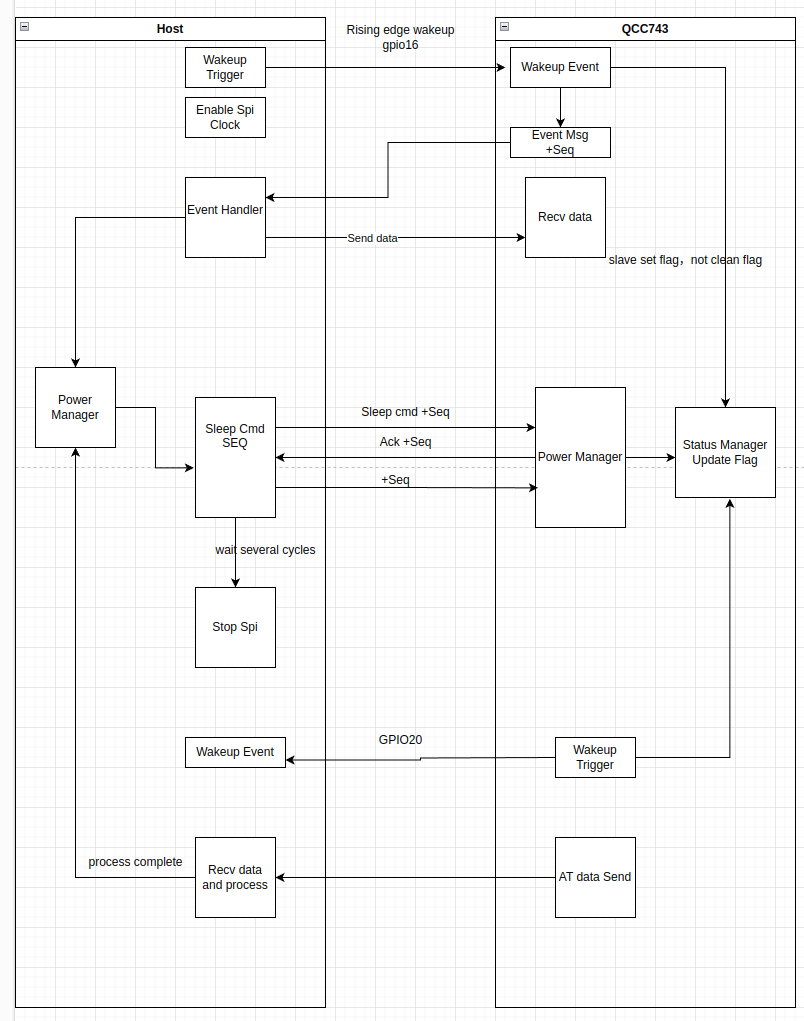 Host
Rising edge wakeup
gpio16
QCC743
Wakeup
Trigger
Wakeup Event
Enable Spi
Clock
Event Msg
+Seq
Event Handler
Recv data
Send data
slave set flag，not clean flag
Power
Manager
Sleep Cmd
SEQ
Sleep cmd +Seq
Ack +Seq
+Seq
Power Manager
Status Manager
Update Flag
wait several cycles
Stop Spi
Wakeup Event
GPIO20
Wakeup
Trigger
process complete
Recv data
and process
AT data Send